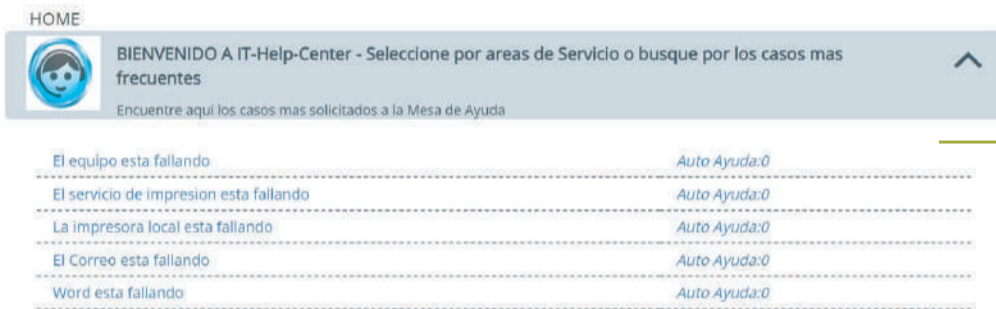 HOME
BIENVENIDO A IT-Help-Center - Seleccione por areas de Servicio o busque por los casos mas
frecuentes
Encuentre aqui los casos mas solicitados a la Mesa de Ayuda
El equipo esta fallando Auto Ayuda:0
El servicio de impresion esta fallando Auto Ayuda:0
La impresora local esta fallando Auto Ayuda:0
El Correo esta fallando Auto Ayuda:0
Word esta fallando Auto Ayuda:0